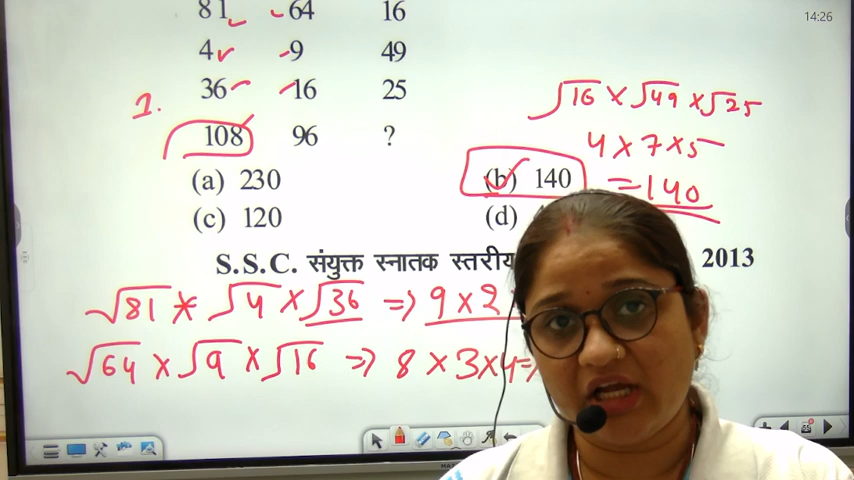 14:26
81 64 16
4 9 49
36 16 25
1.
108 96 ?
√16 × √49 × √25
4 × 7 × 5
= 140
(a) 230 (b) 140
(c) 120 (d)
S.S.C. संयुक्त स्नातक स्तरीय 2013
√81 × √4 × √36 ⇒ 9 × 2
√64 × √9 × √16 ⇒ 8 × 3 × 4 ⇒